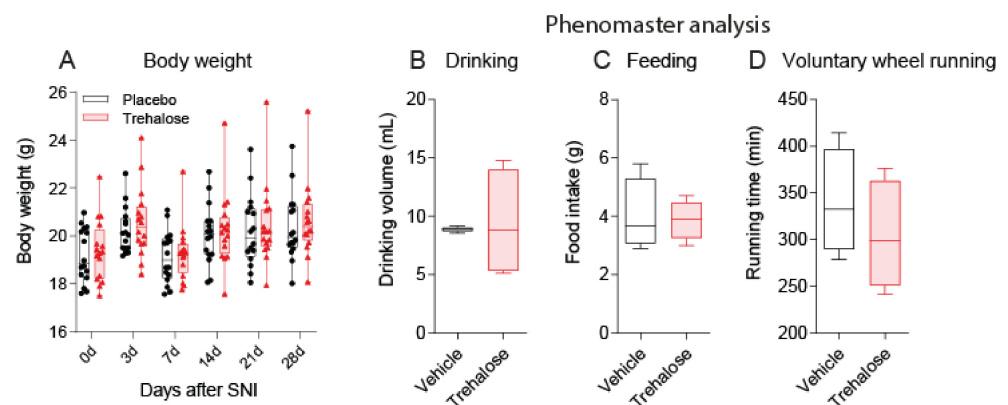 Phenomaster analysis
A Body weight
Placebo
Trehalose
Body weight (g)
26
24
22
20
18
16
0d 3d 7d 14d 21d 28d
Days after SNI
B Drinking
Drinking volume (mL)
20
15
10
5
0
Vehicle
Trehalose
C Feeding
Food intake (g)
8
6
4
2
0
Vehicle
Trehalose
D Voluntary wheel running
Running time (min)
450
400
350
300
250
200
Vehicle
Trehalose